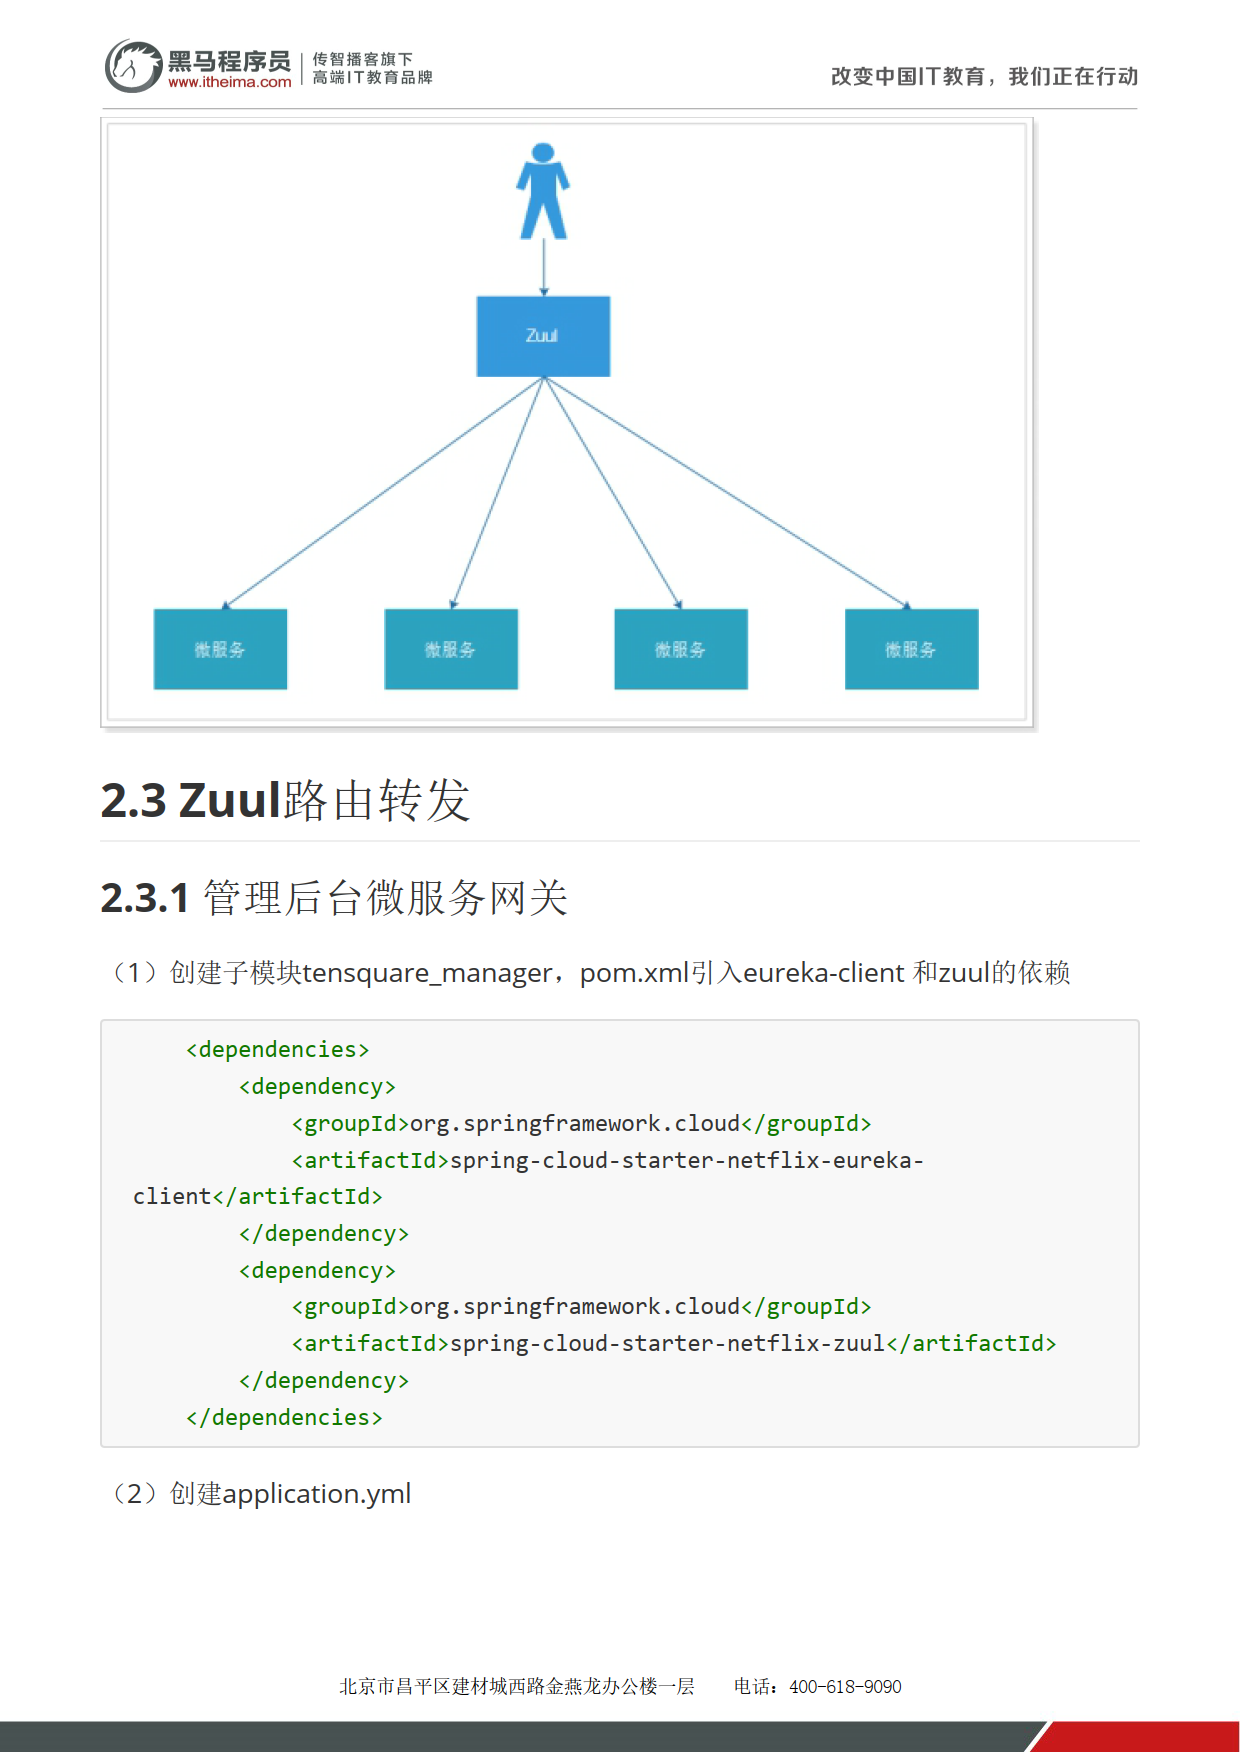 黑马程序员
www.itheima.com
传智播客旗下
高端IT教育品牌
改变中国IT教育，我们正在行动
Zuul
微服务 微服务 微服务 微服务
2.3 Zuul路由转发
2.3.1 管理后台微服务网关
（1）创建子模块tensquare_manager，pom.xml引入eureka-client 和zuul的依赖
<dependencies>
<dependency>
<groupId>org.springframework.cloud</groupId>
<artifactId>spring-cloud-starter-netflix-eureka-
client</artifactId>
</dependency>
<dependency>
<groupId>org.springframework.cloud</groupId>
<artifactId>spring-cloud-starter-netflix-zuul</artifactId>
</dependency>
</dependencies>
（2）创建application.yml
北京市昌平区建材城西路金燕龙办公楼一层 电话：400-618-9090